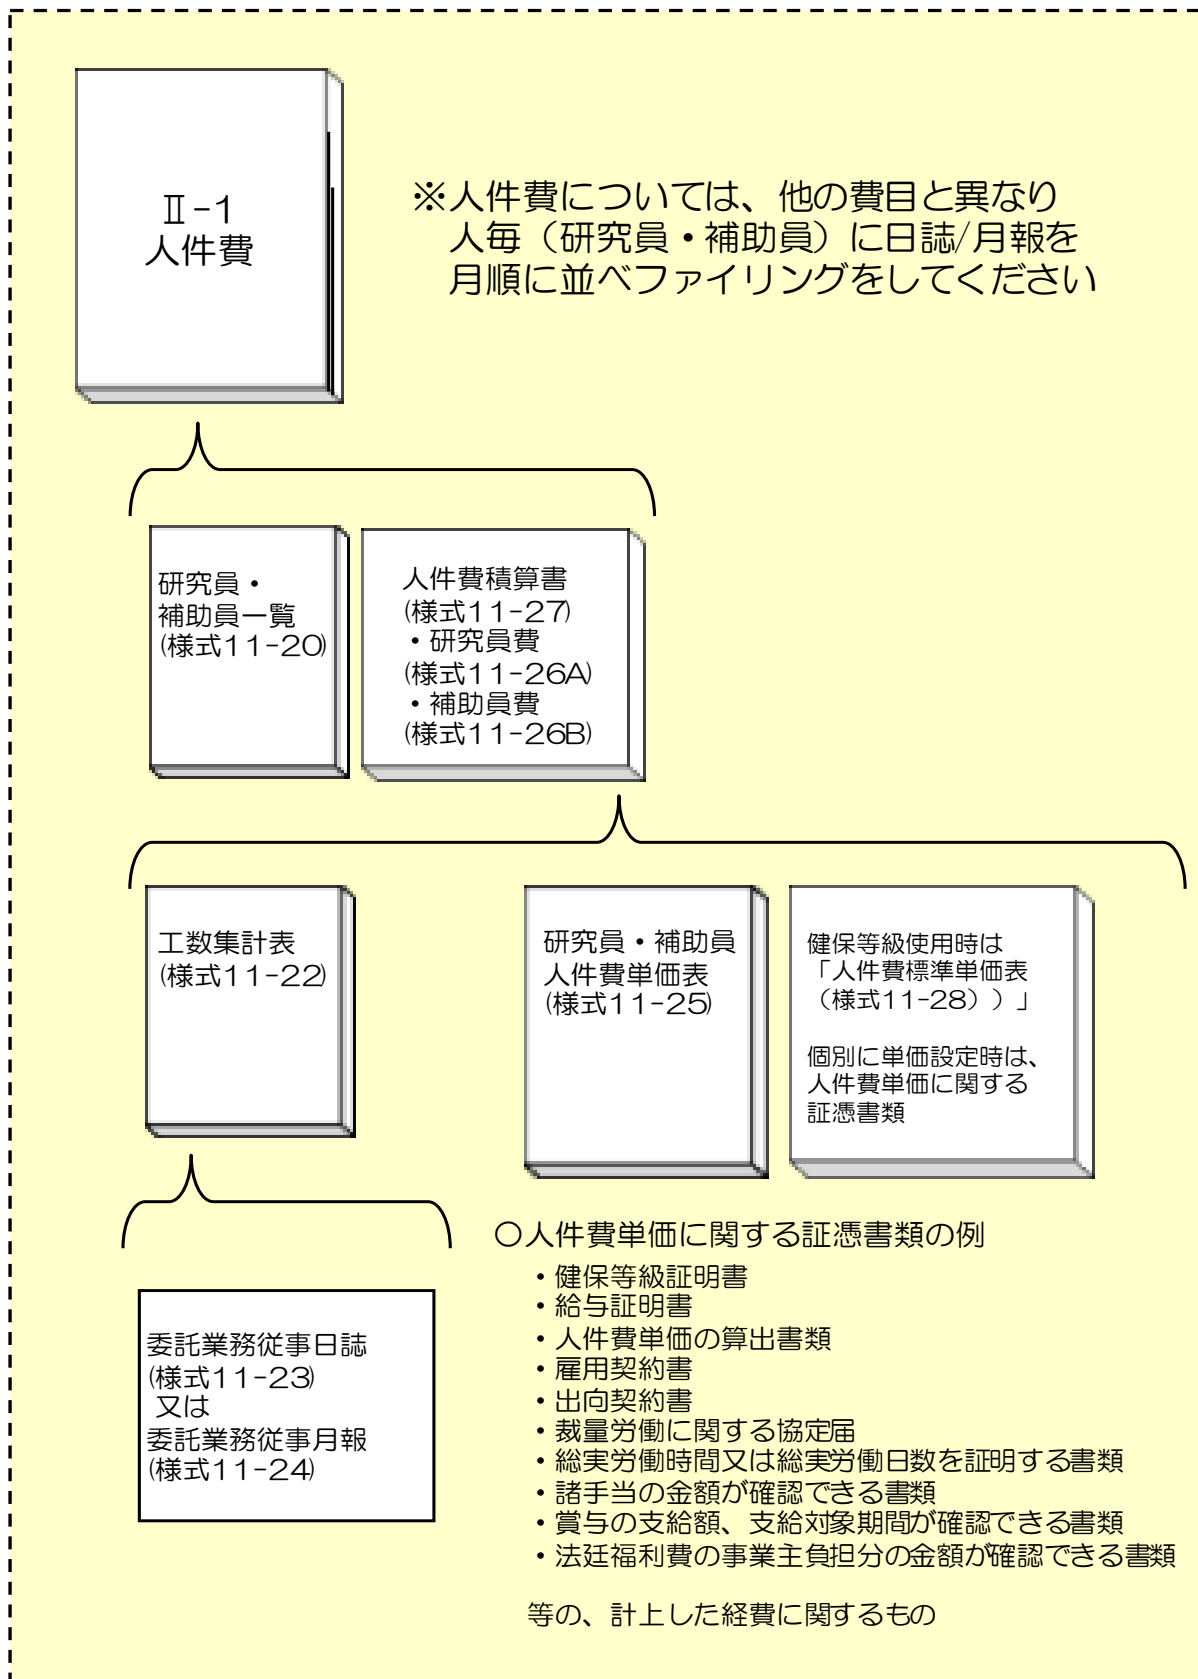 Ⅱ-1
人件費
※人件費については、他の費目と異なり
人毎（研究員・補助員）に日誌/月報を
月順に並べファイリングをしてください
研究員・
補助員一覧
(様式11-20)
人件費積算書
(様式11-27)
・研究員費
(様式11-26A)
・補助員費
(様式11-26B)
工数集計表
(様式11-22)
研究員・補助員
人件費単価表
(様式11-25)
健保等級使用時は
「人件費標準単価表
（様式11-28））」
個別に単価設定時は、
人件費単価に関する
証憑書類
委託業務従事日誌
(様式11-23)
又は
委託業務従事月報
(様式11-24)
○人件費単価に関する証憑書類の例
・健保等級証明書
・給与証明書
・人件費単価の算出書類
・雇用契約書
・出向契約書
・裁量労働に関する協定届
・総実労働時間又は総実労働日数を証明する書類
・諸手当の金額が確認できる書類
・賞与の支給額、支給対象期間が確認できる書類
・法廷福利費の事業主負担分の金額が確認できる書類
等の、計上した経費に関するもの